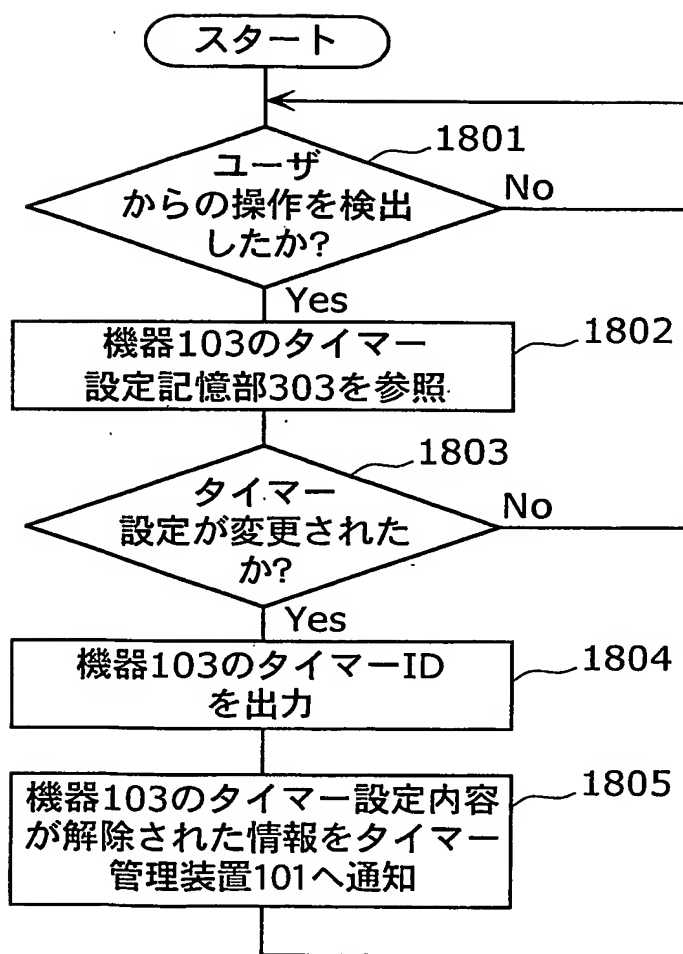 スタート
1801
ユーザ
からの操作を検出
したか?
No
Yes
機器103のタイマー
設定記憶部303を参照
1802
1803
タイマー
設定が変更された
か?
No
Yes
機器103のタイマーID
を出力
1804
機器103のタイマー設定内容
が解除された情報をタイマー
管理装置101へ通知
1805